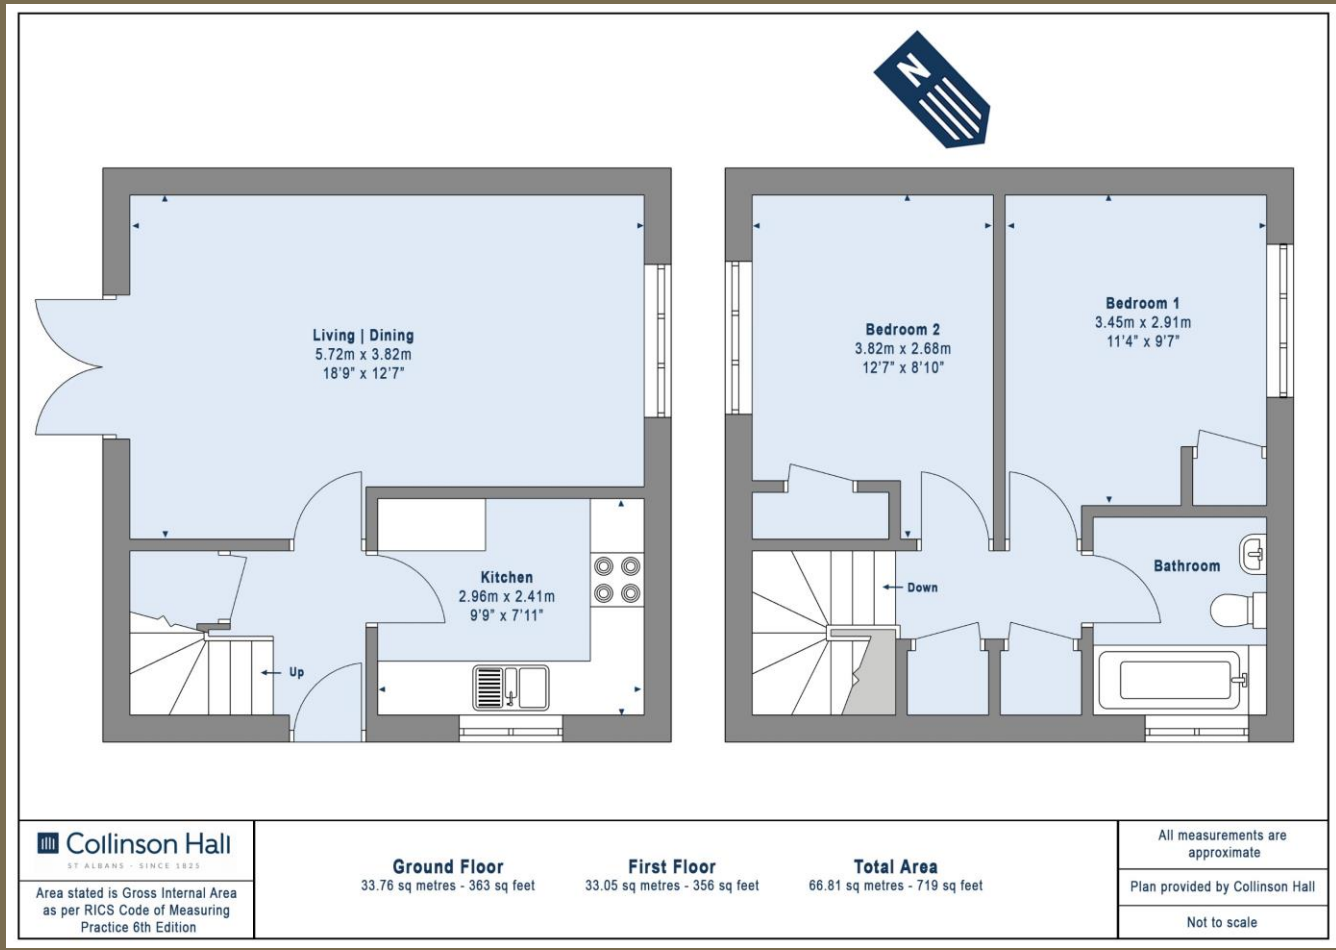 N
Living | Dining
5.72m x 3.82m
18'9" x 12'7"
Bedroom 2
3.82m x 2.68m
12'7" x 8'10"
Bedroom 1
3.45m x 2.91m
11'4" x 9'7"
Kitchen
2.96m x 2.41m
9'9" x 7'11"
Up
Down
Bathroom
Collinson Hall
ST ALBANS - SINCE 1825
Area stated is Gross Internal Area
as per RICS Code of Measuring
Practice 6th Edition
Ground Floor
33.76 sq metres - 363 sq feet
First Floor
33.05 sq metres - 356 sq feet
Total Area
66.81 sq metres - 719 sq feet
All measurements are
approximate
Plan provided by Collinson Hall
Not to scale